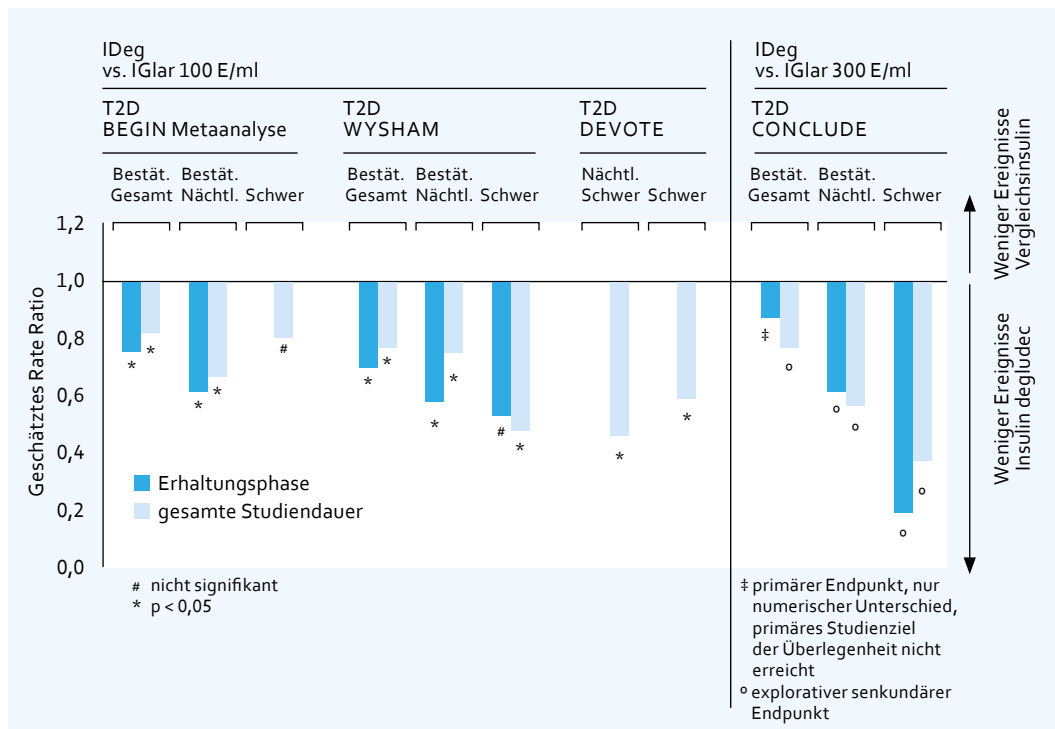 IDeg
vs. IGlar 100 E/ml
IDeg
vs. IGlar 300 E/ml
T2D
BEGIN Metaanalyse
T2D
WYSHAM
T2D
DEVOTE
T2D
CONCLUDE
Bestät. Gesamt
Bestät. Nächtl.
Schwer
Bestät. Gesamt
Bestät. Nächtl.
Schwer
Nächtl. Schwer
Schwer
Bestät. Gesamt
Bestät. Nächtl.
Schwer
Geschätztes Rate Ratio
1,2
1,0
0,8
0,6
0,4
0,2
0,0
* * * * # * * * * # * * * ‡ o o o o o
Erhaltungsphase
gesamte Studiendauer
Weniger Ereignisse
Vergleichsinsulin
Weniger Ereignisse
Insulin degludec
# nicht signifikant
* p < 0,05
‡ primärer Endpunkt, nur
numerischer Unterschied,
primäres Studienziel
der Überlegenheit nicht
erreicht
o explorativer senkundärer
Endpunkt